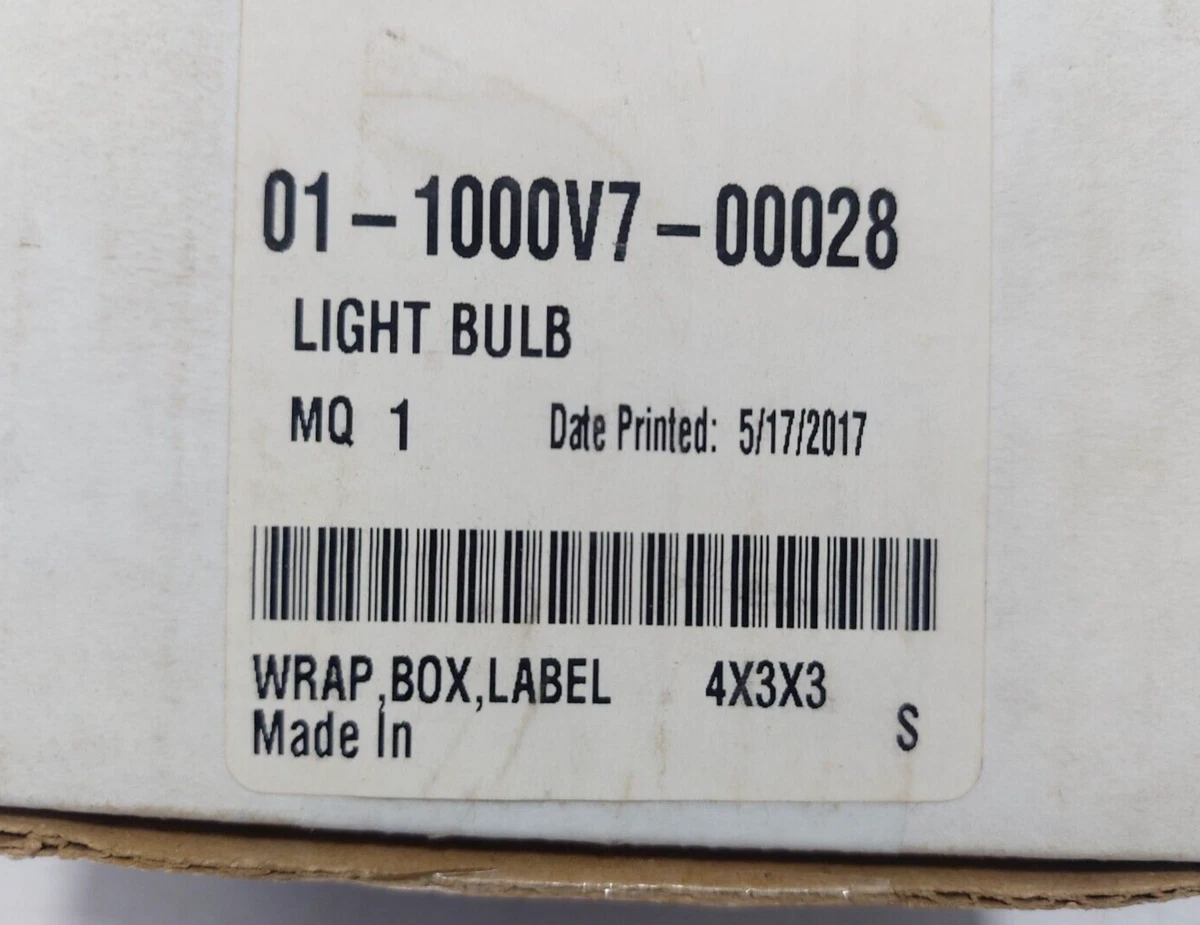 01-1000V7-00028
LIGHT BULB
MQ 1 Date Printed: 5/17/2017
WRAP,BOX,LABEL 4X3X3
Made In
S